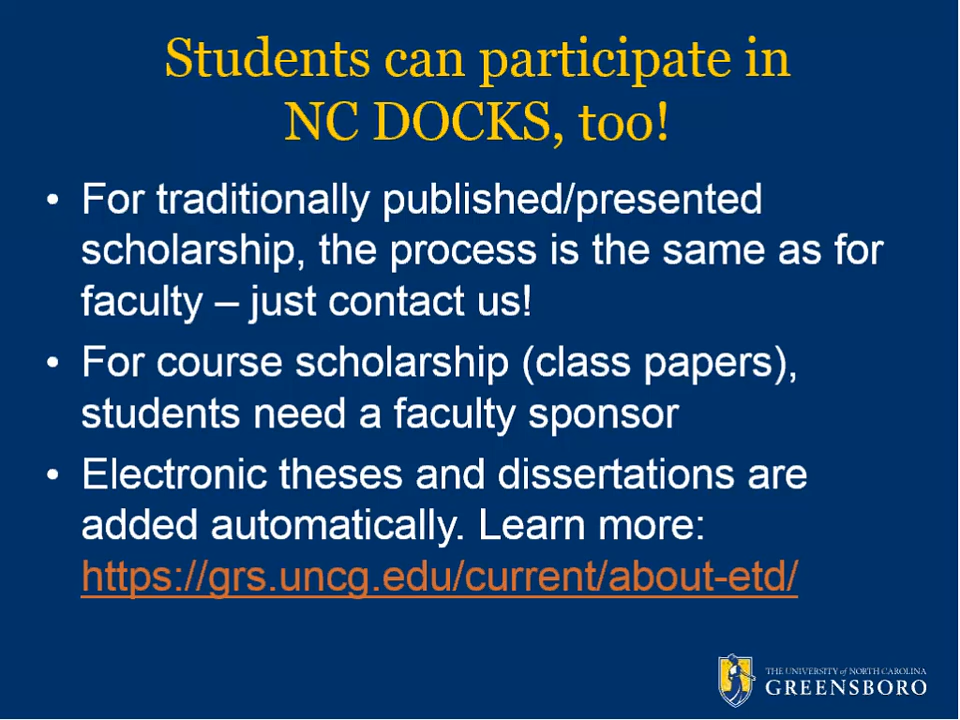 Students can participate in
NC DOCKS, too!
• For traditionally published/presented
scholarship, the process is the same as for
faculty – just contact us!
• For course scholarship (class papers),
students need a faculty sponsor
• Electronic theses and dissertations are
added automatically. Learn more:
https://grs.uncg.edu/current/about-etd/
THE UNIVERSITY of NORTH CAROLINA
GREENSBORO